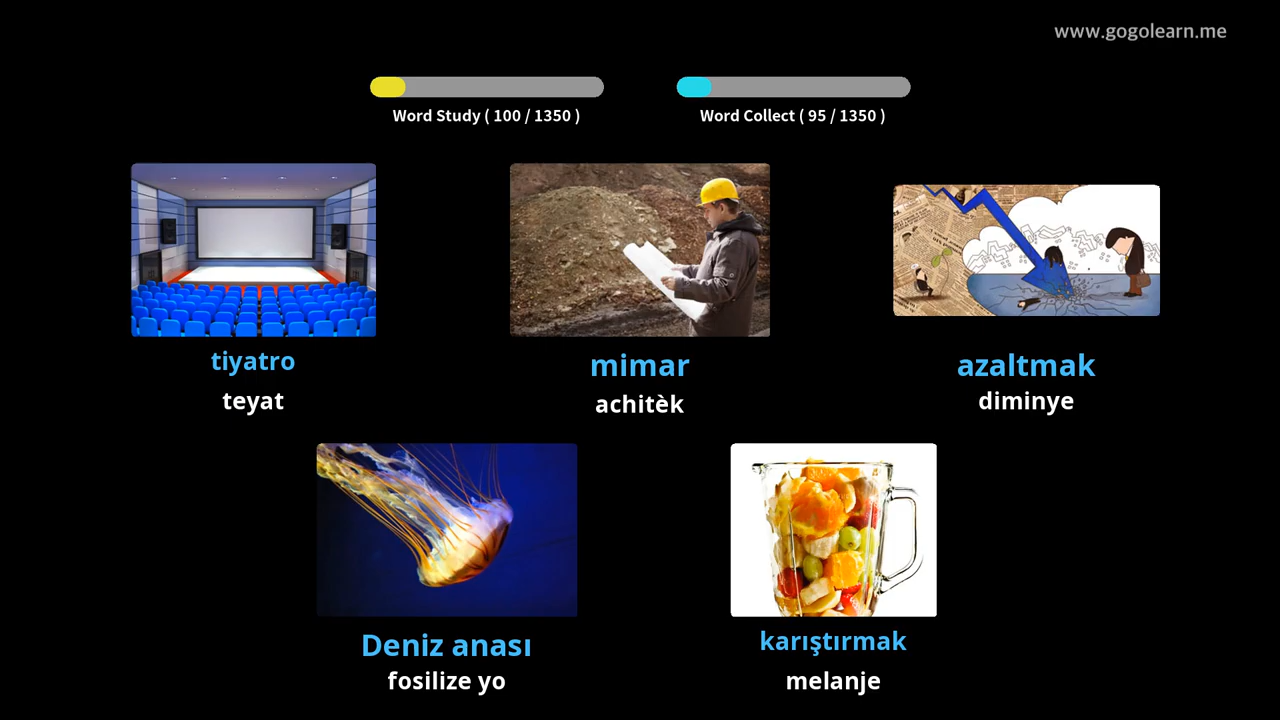 www.gogolearn.me
Word Study ( 100 / 1350 )
Word Collect ( 95 / 1350 )
tiyatro
teyat
mimar
achitèk
azaltmak
diminye
Deniz anası
fosilize yo
karıştırmak
melanje